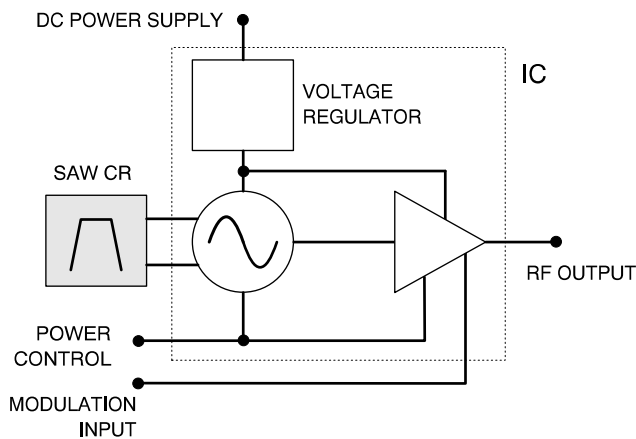 DC POWER SUPPLY
IC
VOLTAGE
REGULATOR
SAW CR
RF OUTPUT
POWER
CONTROL
MODULATION
INPUT